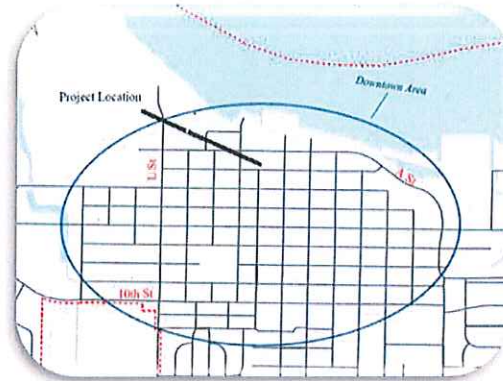 Downtown Area
Project Location
L St
A St
10th St